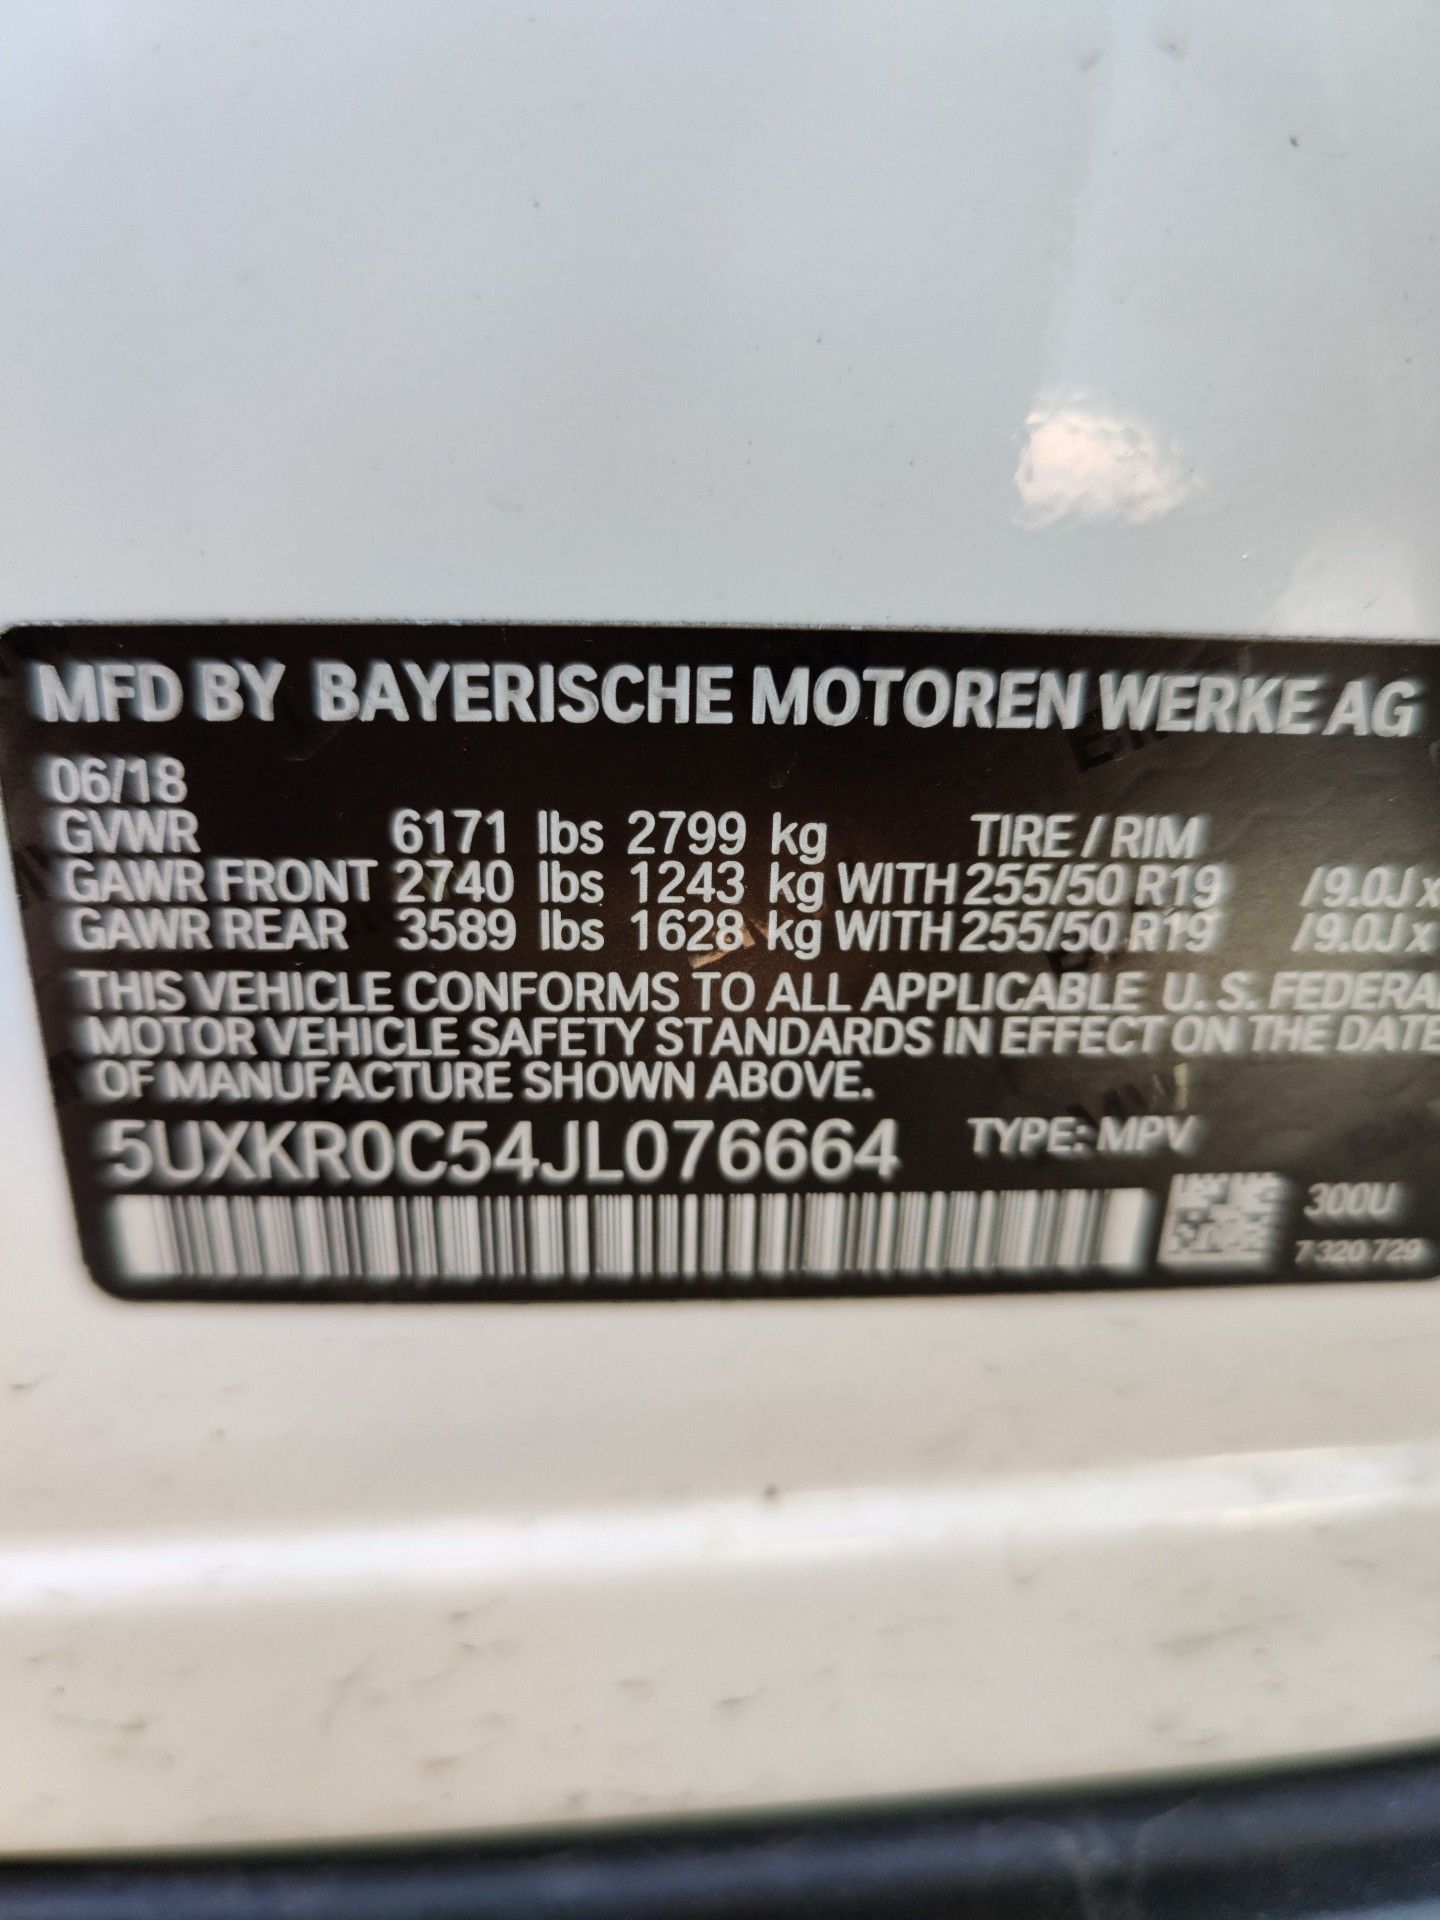 MFD BY BAYERISCHE MOTOREN WERKE AG
06/18
GVWR 6171 lbs 2799 kg TIRE / RIM
GAWR FRONT 2740 lbs 1243 kg WITH 255/50 R19 /9.0J x
GAWR REAR 3589 lbs 1628 kg WITH 255/50 R19 /9.0J x
THIS VEHICLE CONFORMS TO ALL APPLICABLE U. S. FEDERA
MOTOR VEHICLE SAFETY STANDARDS IN EFFECT ON THE DATE
OF MANUFACTURE SHOWN ABOVE.
5UXKR0C54JL076664 TYPE: MPV
300U
7 320 729